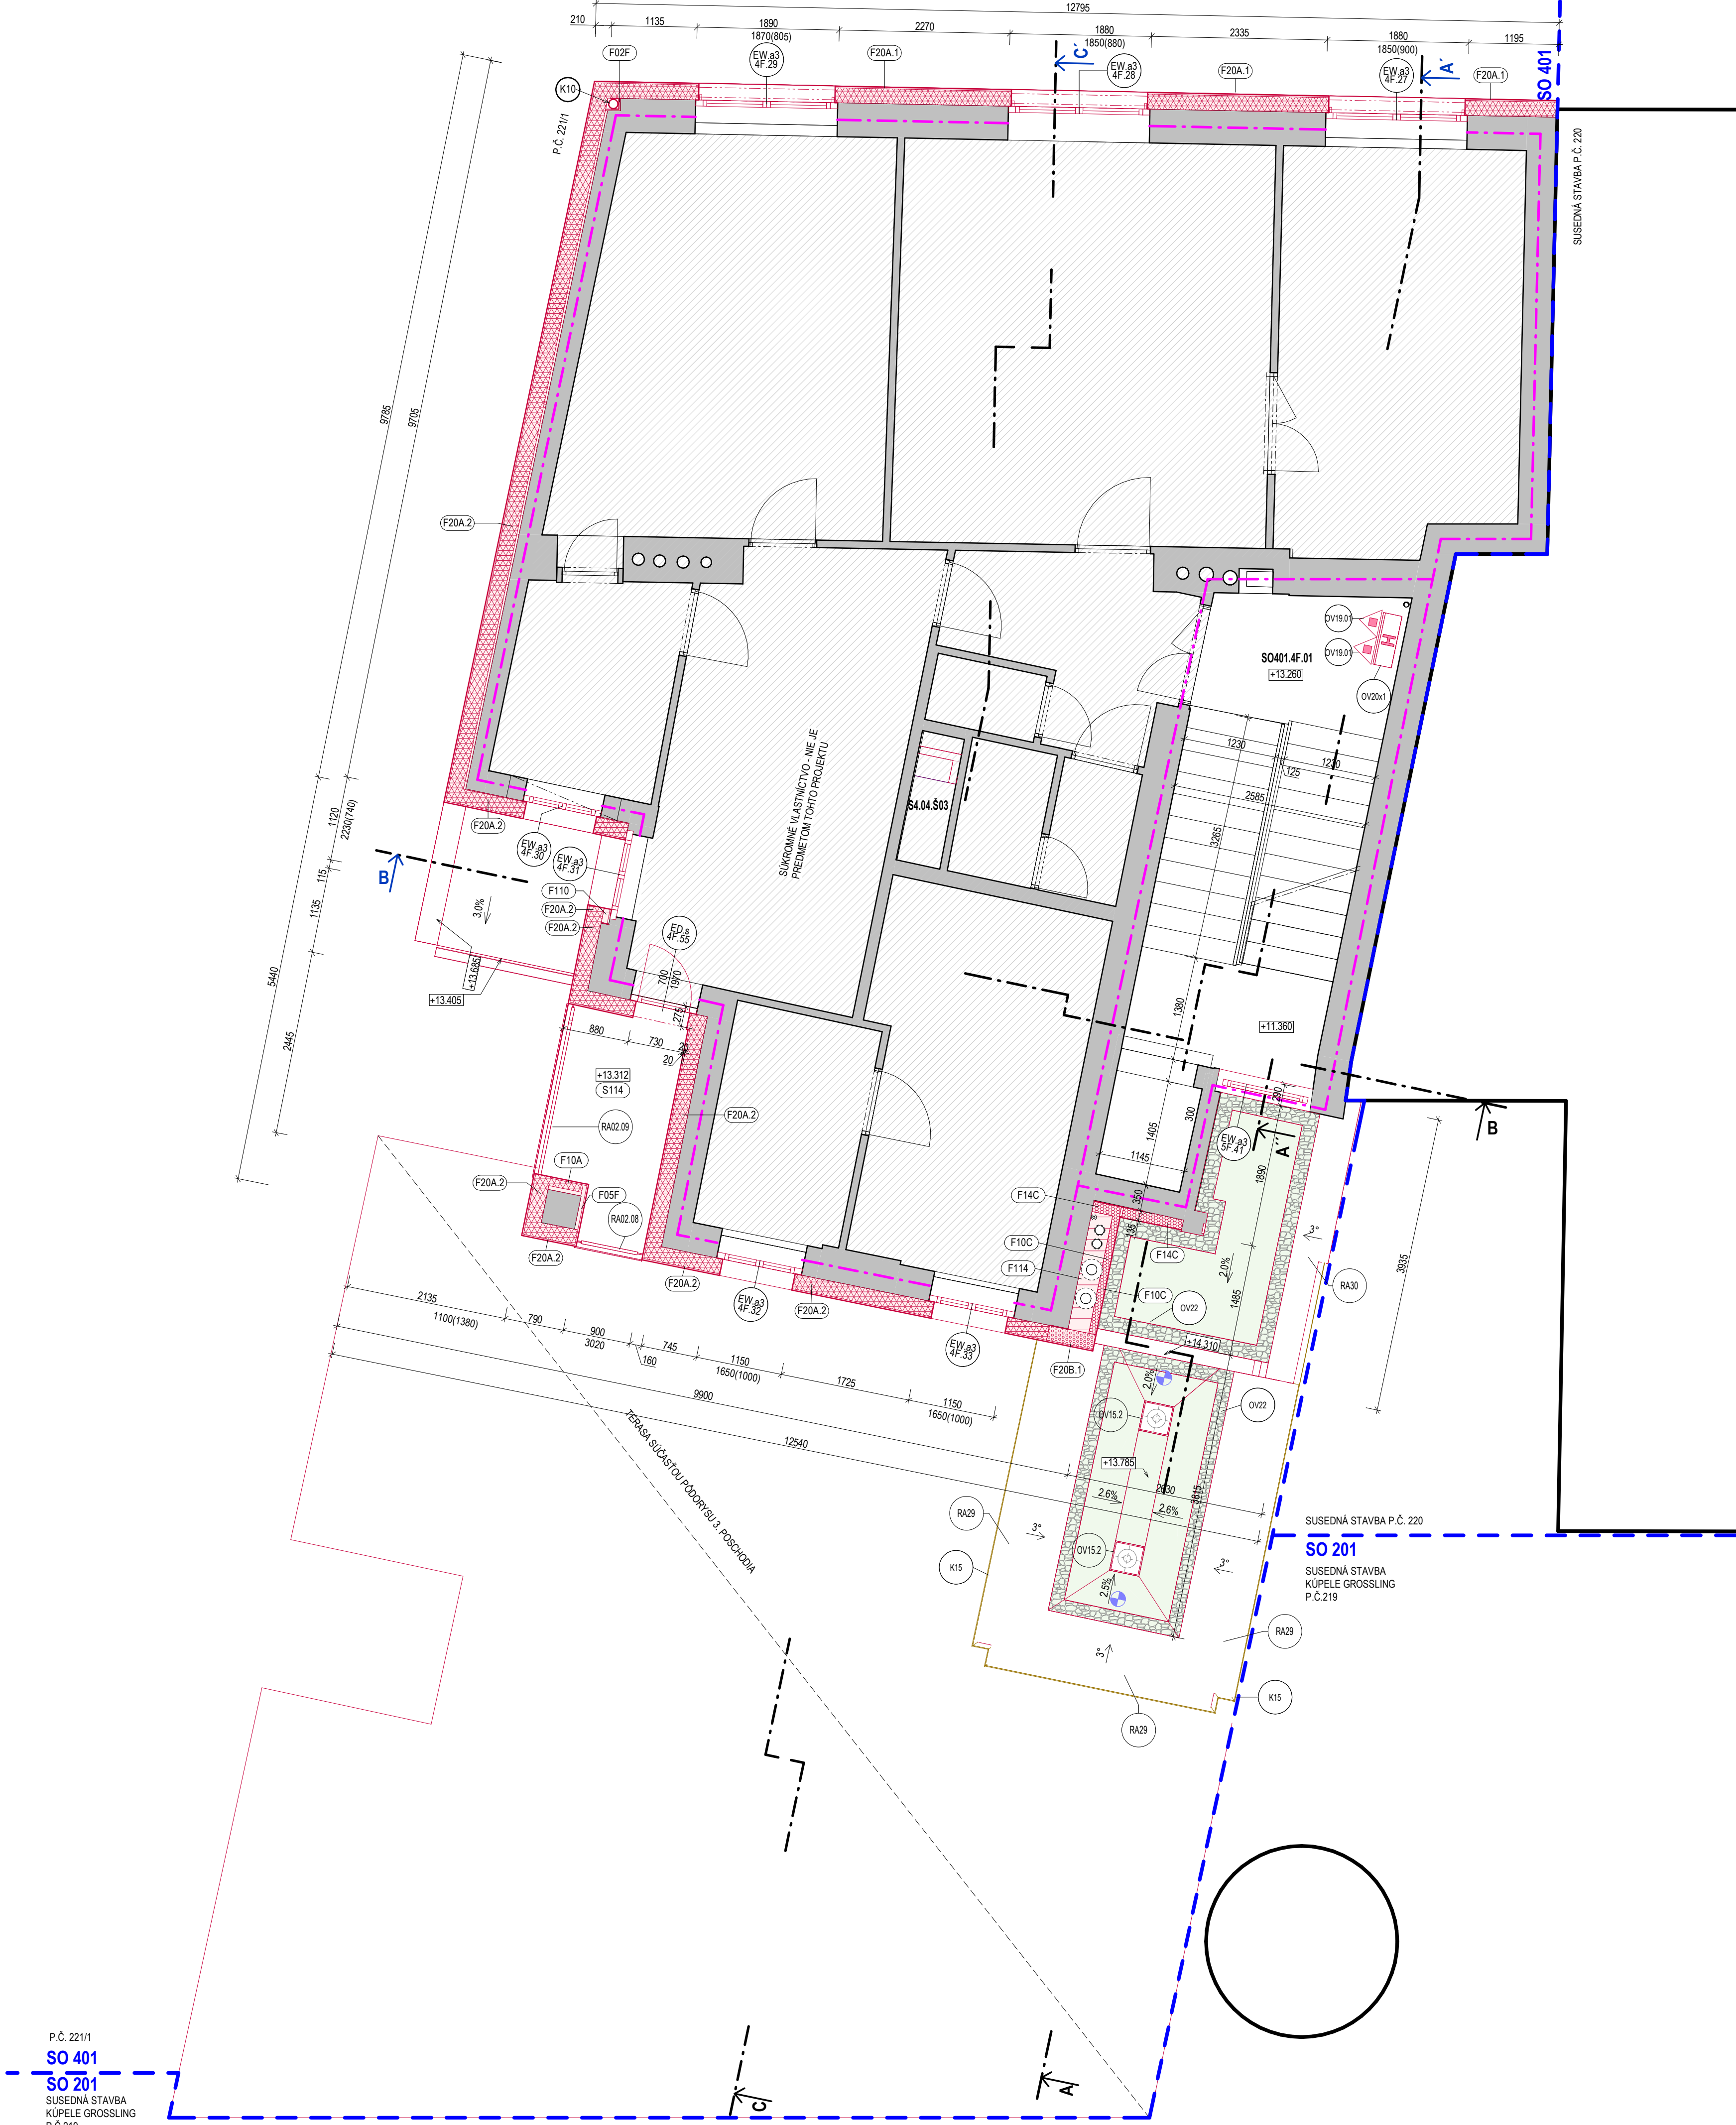 12795
210
1135
1890
1870(805)
2270
1880
1850(880)
2335
1880
1850(900)
1195
F02F
EW.a3
4F.29
F20A.1
C´
EW.a3
4F.28
F20A.1
EW.a3
4F.27
A´
F20A.1
SO 401
K10
P.Č. 221/1
SUSEDNÁ STAVBA P.Č. 220
9785
9705
F20A.2
OV19.01
OV19.01
H
SO401.4F.01
+13.260
OV20x1
1230
1230
125
2585
3265
S4.04.Š03
SÚKROMNÉ VLASTNÍCTVO - NIE JE
PREDMETOM TOHTO PROJEKTU
1120
2230(740)
115
1135
5440
2445
F20A.2
EW.a3
4F.30
EW.a3
4F.31
B
3.0%
F110
F20A.2
F20A.2
ED.s
4F.55
700
1970
275
+13.685
+13.405
880
730
20
20
+13.312
S114
RA02.09
F20A.2
1380
+11.360
290
300
1405
1145
EW.a3
5F.41
A´´
B
1890
F10A
F20A.2
F05F
RA02.08
F20A.2
F14C
350
135
F10C
F114
F14C
F10C
OV22
3°
2.0%
1485
RA30
3935
F20A.2
EW.a3
4F.32
F20A.2
EW.a3
4F.33
F20B.1
+14.310
2135
1100(1380)
790
900
3020
160
745
1150
1650(1000)
1725
1150
1650(1000)
9900
12540
2.0%
OV22
OV15.2
+13.785
2630
3815
2.6%
2.6%
RA29
3°
OV15.2
K15
3°
2.5%
TERASA SÚČASŤOU PÔDORYSU 3. POSCHODIA
SUSEDNÁ STAVBA P.Č. 220
SO 201
SUSEDNÁ STAVBA
KÚPELE GROSSLING
P.Č.219
RA29
3°
K15
RA29
P.Č. 221/1
SO 401
SO 201
SUSEDNÁ STAVBA
KÚPELE GROSSLING
C
A